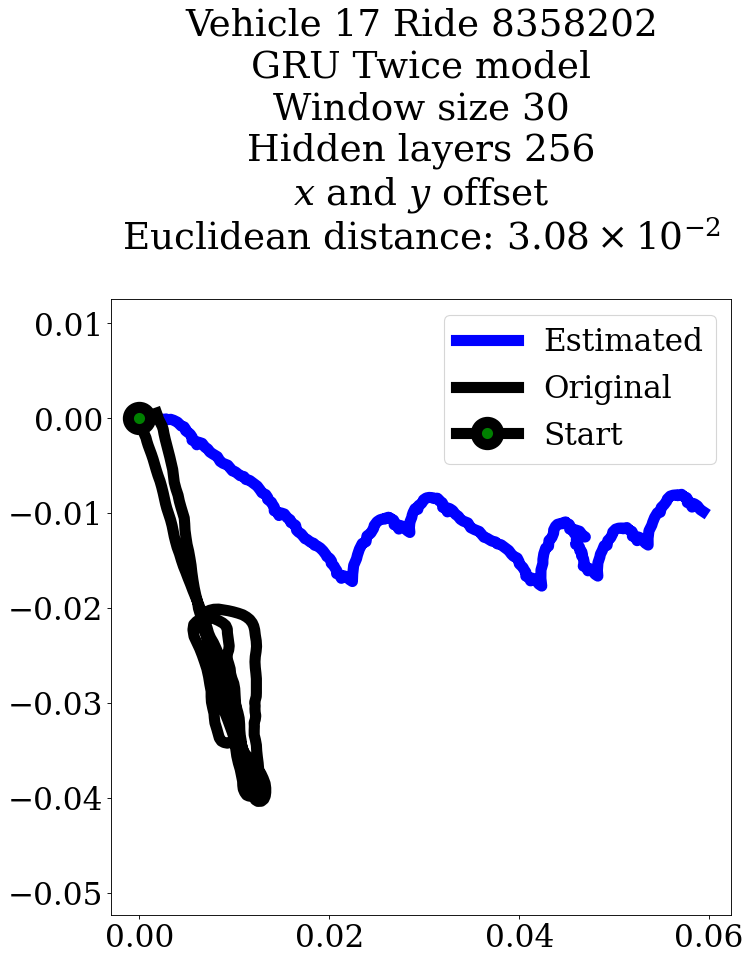 Vehicle 17 Ride 8358202
GRU Twice model
Window size 30
Hidden layers 256
x and y offset
Euclidean distance: 3.08 × 10⁻²
Estimated
Original
Start
0.01
0.00
−0.01
−0.02
−0.03
−0.04
−0.05
0.00 0.02 0.04 0.06